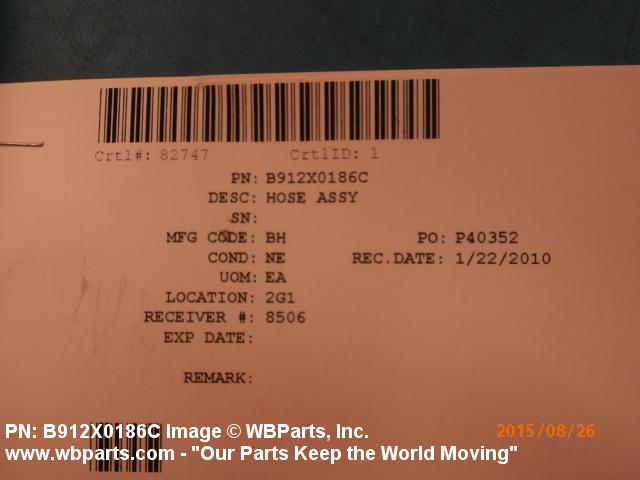 Crtl#: 82747 CrtlID: 1
PN: B912X0186C
DESC: HOSE ASSY
SN:
MFG CODE: BH PO: P40352
COND: NE REC.DATE: 1/22/2010
UOM: EA
LOCATION: 2G1
RECEIVER #: 8506
EXP DATE:
REMARK:
PN: B912X0186C Image © WBParts, Inc. 2015/08/26
www.wbparts.com - "Our Parts Keep the World Moving"